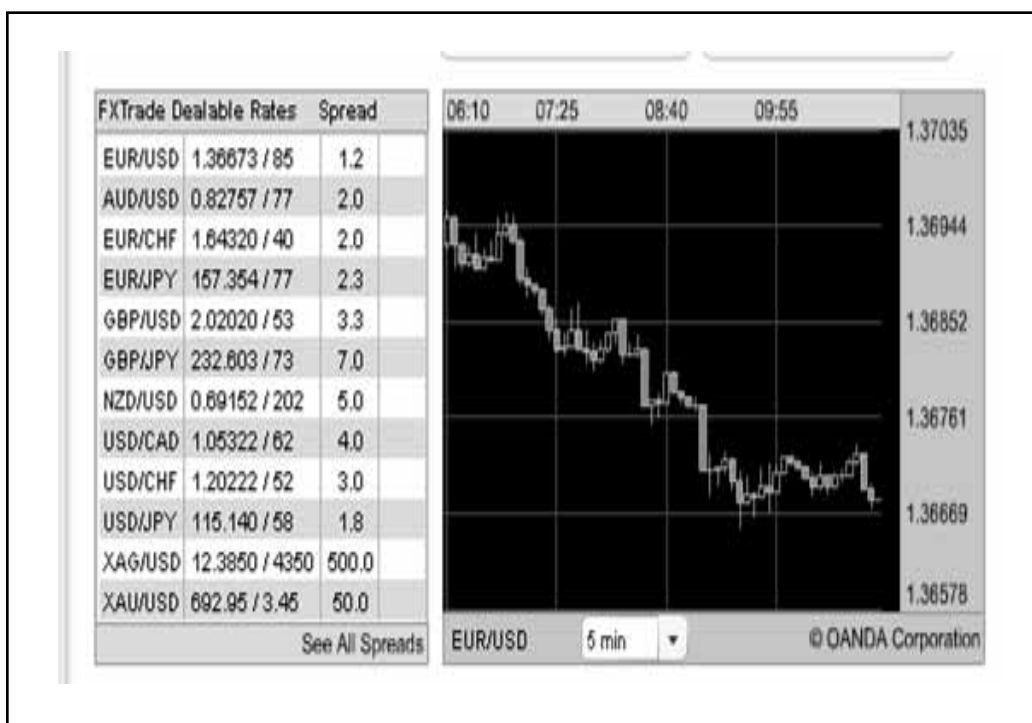 FXTrade Dealable Rates Spread
EUR/USD 1.36673 / 85 1.2
AUD/USD 0.82757 / 77 2.0
EUR/CHF 1.64320 / 40 2.0
EUR/JPY 157.354 / 77 2.3
GBP/USD 2.02020 / 53 3.3
GBP/JPY 232.603 / 73 7.0
NZD/USD 0.69152 / 202 5.0
USD/CAD 1.05322 / 62 4.0
USD/CHF 1.20222 / 52 3.0
USD/JPY 115.140 / 58 1.8
XAG/USD 12.3850 / 4350 500.0
XAU/USD 692.95 / 3.45 50.0
See All Spreads
06:10 07:25 08:40 09:55
1.37035
1.36944
1.36852
1.36761
1.36669
1.36578
EUR/USD 5 min © OANDA Corporation